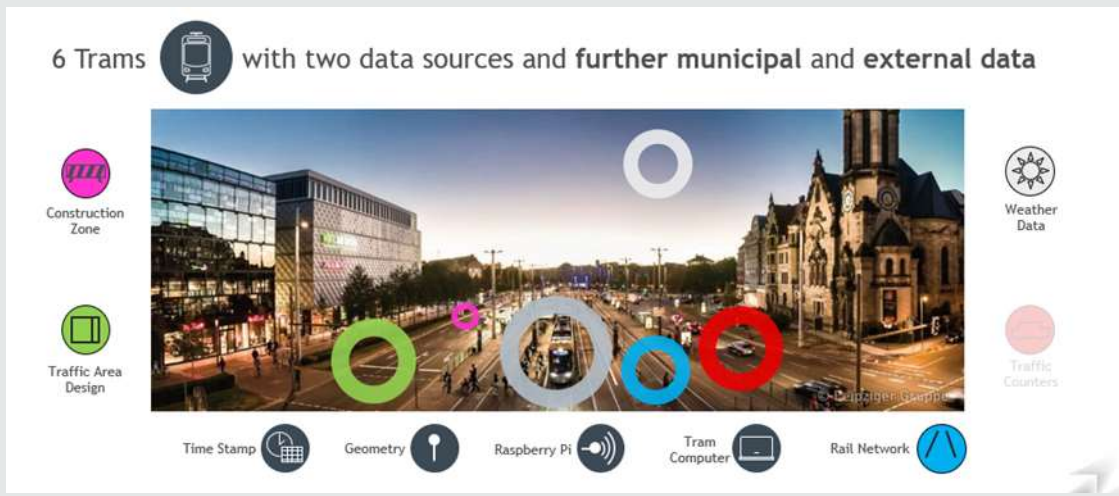 6 Trams with two data sources and further municipal and external data
Construction
Zone
Weather
Data
Traffic Area
Design
Traffic
Counters
© Leipziger Gruppe
Time Stamp
Geometry
Raspberry Pi
Tram
Computer
Rail Network